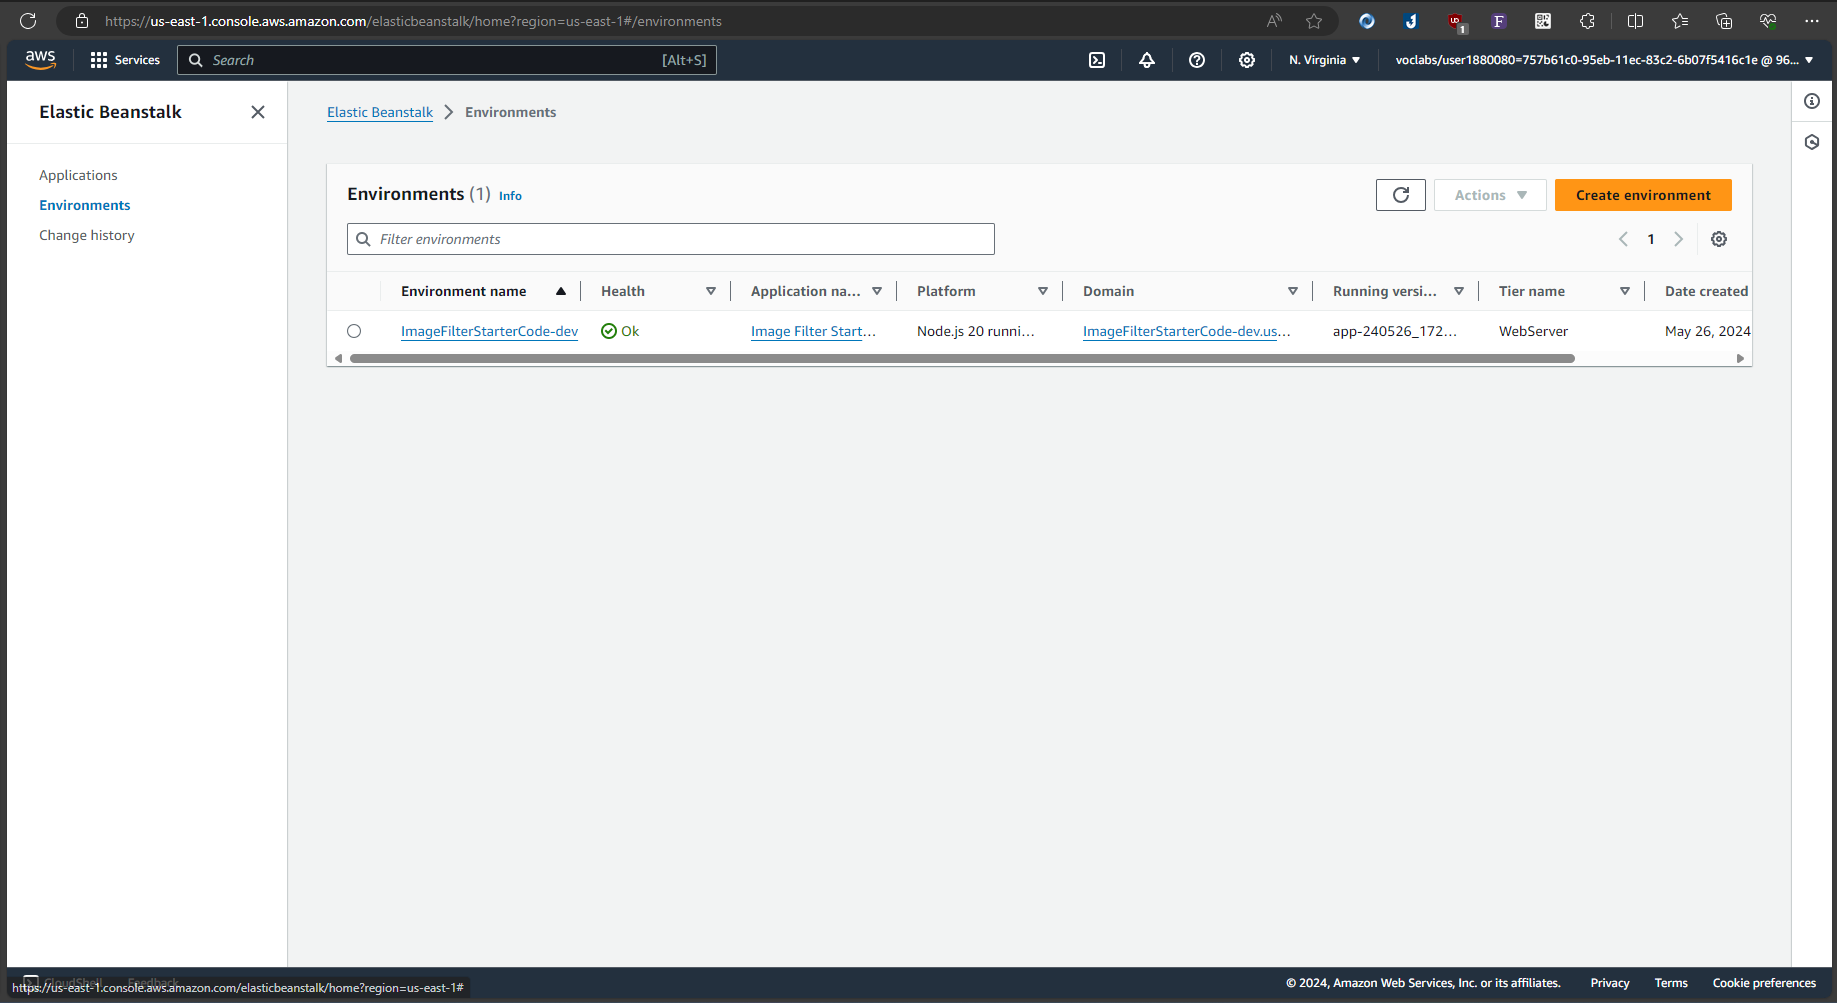 https://us-east-1.console.aws.amazon.com/elasticbeanstalk/home?region=us-east-1#/environments
aws Services Search [Alt+S] N. Virginia ▼ voclabs/user1880080=757b61c0-95eb-11ec-83c2-6b07f5416c1e @ 96... ▼
Elastic Beanstalk
Applications
Environments
Change history
Elastic Beanstalk > Environments
Environments (1) Info
Actions Create environment
Filter environments
1
Environment name Health Application na... Platform Domain Running versi... Tier name Date created
ImageFilterStarterCode-dev Ok Image Filter Start... Node.js 20 runni... ImageFilterStarterCode-dev.us... app-240526_172... WebServer May 26, 2024
CloudShell Feedback
https://us-east-1.console.aws.amazon.com/elasticbeanstalk/home?region=us-east-1#
© 2024, Amazon Web Services, Inc. or its affiliates. Privacy Terms Cookie preferences